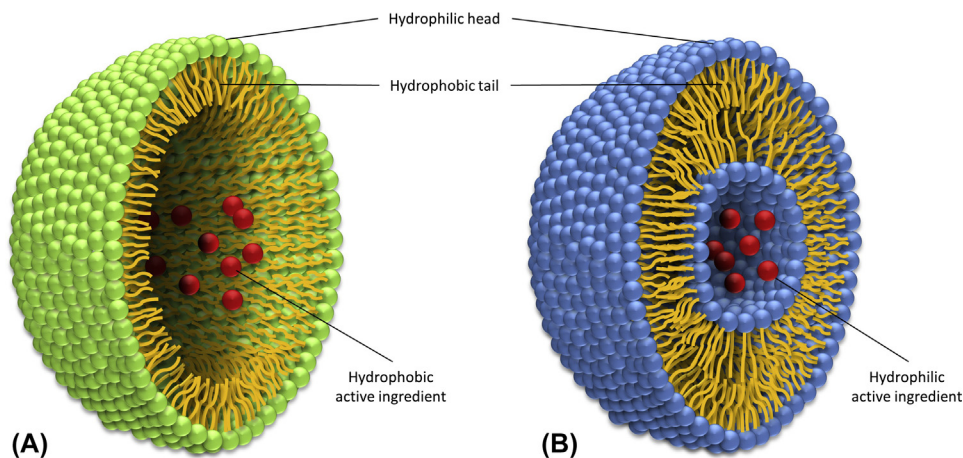 Hydrophilic head
Hydrophobic tail
Hydrophobic
active ingredient
Hydrophilic
active ingredient
(A)
(B)